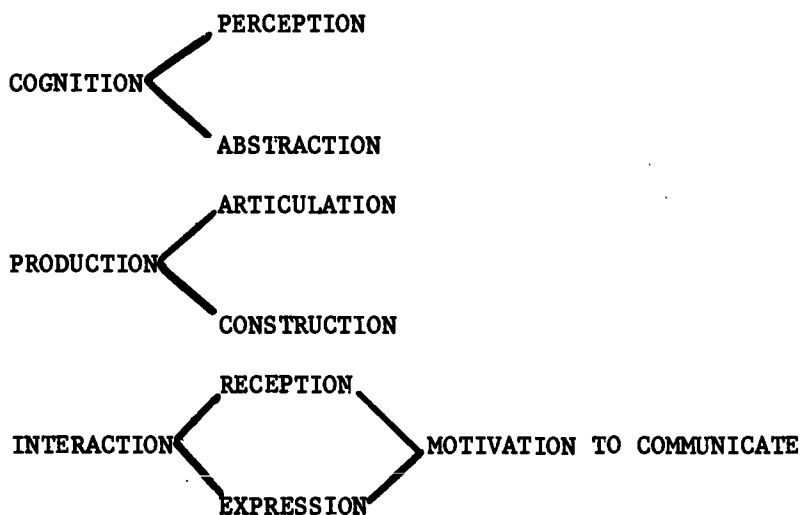 PERCEPTION
COGNITION
ABSTRACTION
ARTICULATION
PRODUCTION
CONSTRUCTION
RECEPTION
INTERACTION MOTIVATION TO COMMUNICATE
EXPRESSION